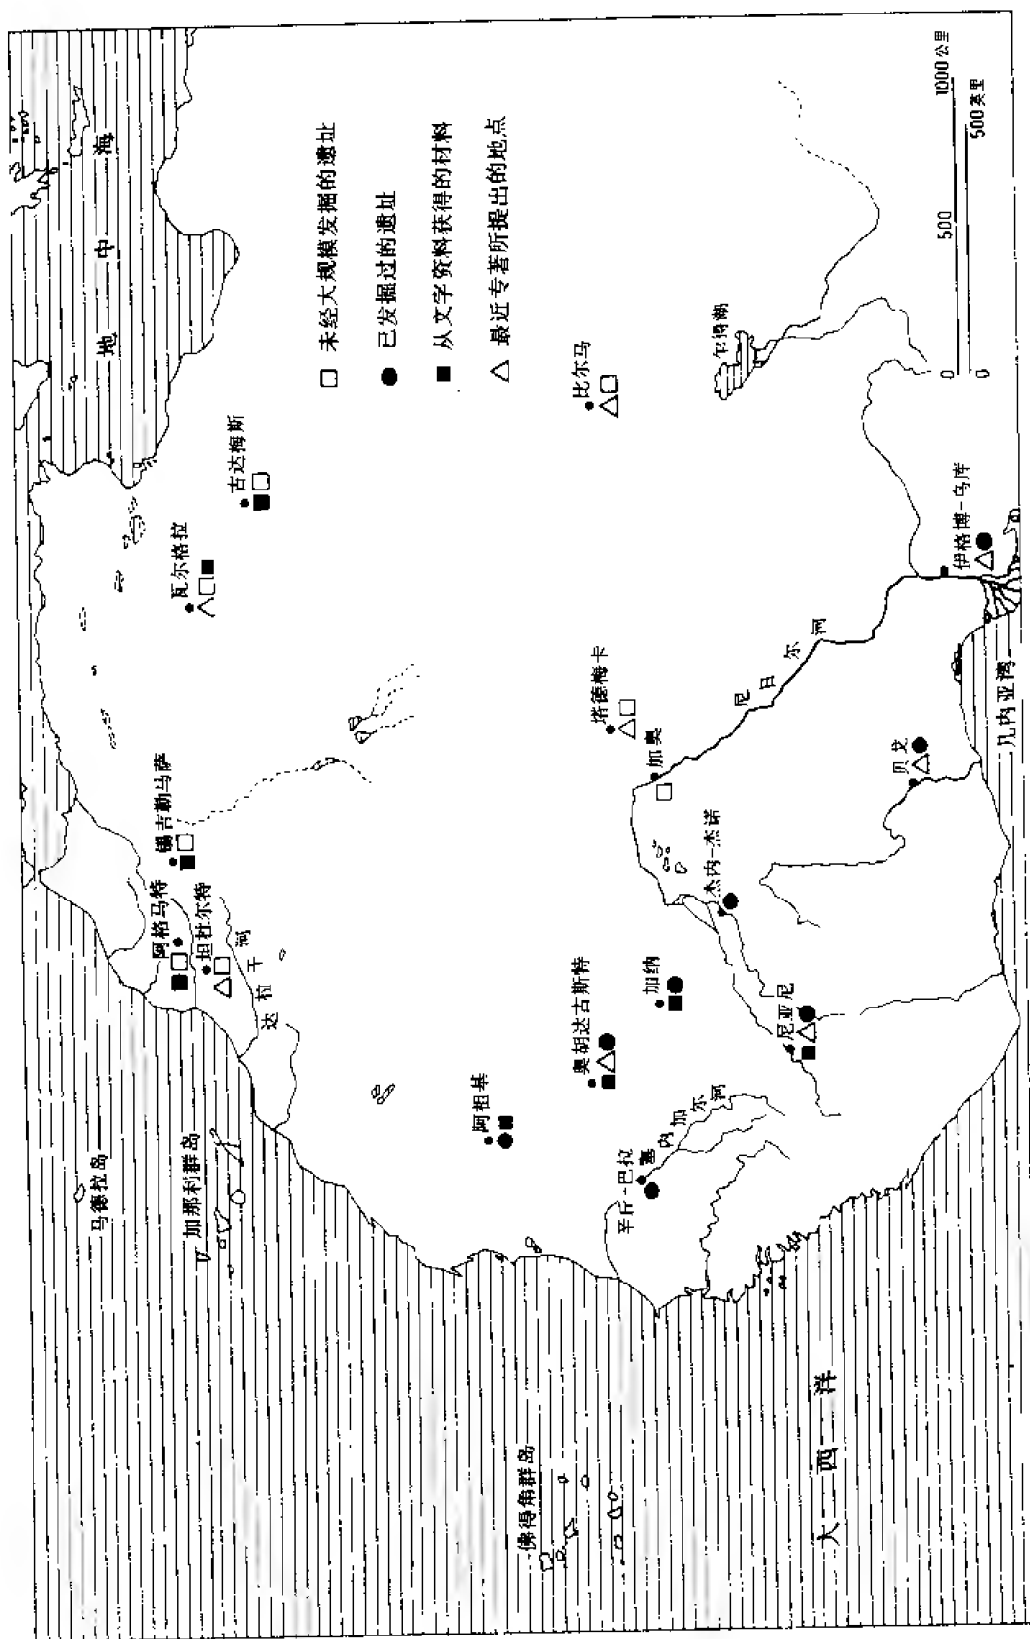 地中海
马德拉岛
加那利群岛
阿格马特
坦杜尔特
锡吉勒马萨
瓦尔格拉
古达梅斯
达拉干河
□ 未经大规模发掘的遗址
● 已发掘过的遗址
■ 从文字资料获得的材料
△ 最近专著所提出的地点
阿祖基
奥胡达古斯特
塔德梅卡
比尔马
辛丘-巴拉
塞内加尔河
加纳
加奥
尼日尔河
乍得湖
杰内-杰诺
尼亚尼
贝戈
伊格博-乌库
佛得角群岛
大西洋
几内亚湾
0 500 1000公里
0 500英里